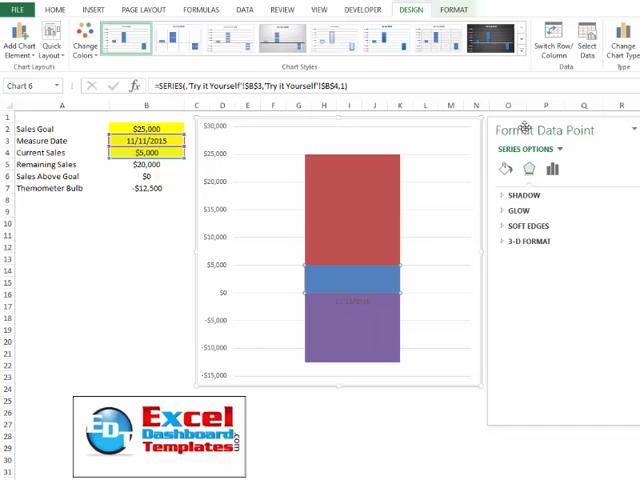 FILE HOME INSERT PAGE LAYOUT FORMULAS DATA REVIEW VIEW DEVELOPER DESIGN FORMAT
Add Chart Element Quick Layout Change Colors Switch Row/Column Select Data Change Chart Type
Chart Layouts Chart Styles Data Type
Chart 6 fx =SERIES(,'Try it Yourself'!$B$3,'Try it Yourself'!$B$4,1)
A B C D E F G H I J K L M N O P Q R
1
2 Sales Goal $25,000
3 Measure Date 11/11/2015
4 Current Sales $5,000
5 Remaining Sales $20,000
6 Sales Above Goal $0
7 Themometer Bulb -$12,500
8
9
10
11
12
13
14
15
16
17
18
19
20
21
22
23
24
25
26
27
28
29
30
31
$30,000
$25,000
$20,000
$15,000
$10,000
$5,000
$0
11/11/2015
-$5,000
-$10,000
-$15,000
Format Data Point
SERIES OPTIONS
SHADOW
GLOW
SOFT EDGES
3-D FORMAT
EDT
Excel
Dashboard
Templates
.com